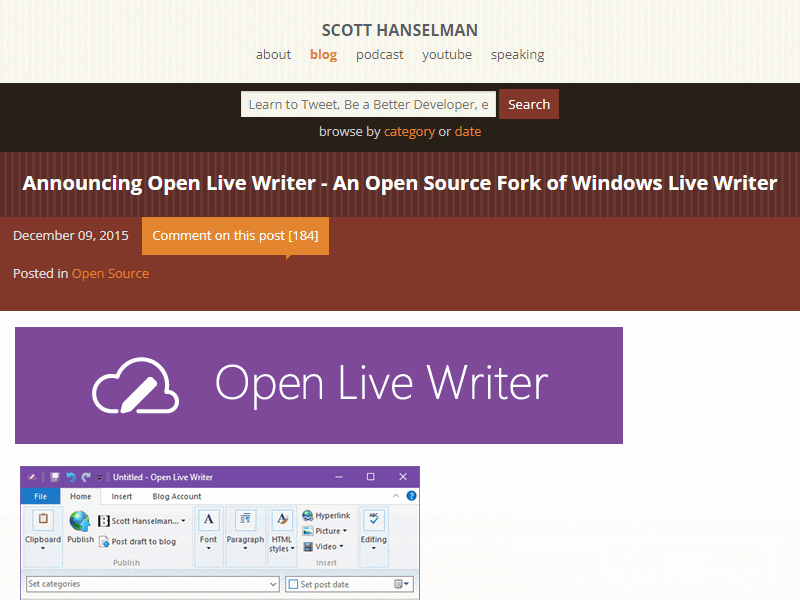 SCOTT HANSELMAN
about blog podcast youtube speaking
Learn to Tweet, Be a Better Developer, e Search
browse by category or date
Announcing Open Live Writer - An Open Source Fork of Windows Live Writer
December 09, 2015 Comment on this post [184]
Posted in Open Source
Open Live Writer
Untitled - Open Live Writer
File Home Insert Blog Account
Clipboard Publish Scott Hanselman... Post draft to blog Font Paragraph HTML styles Hyperlink Picture Video Editing
Publish Insert
Set categories Set post date